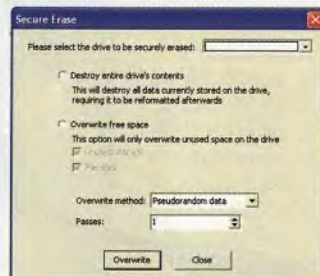 Secure Erase
Please select the drive to be securely erased:
Destroy entire drive's contents
This will destroy all data currently stored on the drive,
requiring it to be reformatted afterwards
Overwrite free space
This option will only overwrite unused space on the drive
Overwrite method: Pseudorandom data
Passes: 1
Overwrite Close